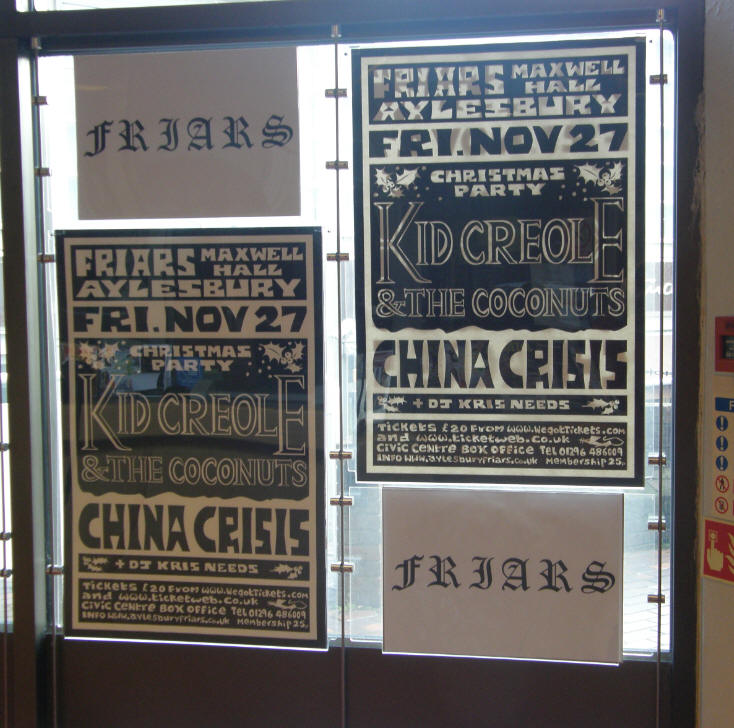 FRIARS
FRIARS MAXWELL
HALL
AYLESBURY
FRI. NOV 27
CHRISTMAS
PARTY
KID CREOLE
& THE COCONUTS
CHINA CRISIS
+ DJ KRIS NEEDS
TICKETS £20 FROM WWW.WEGOTTICKETS.COM
AND WWW.TICKETWEB.CO.UK
CIVIC CENTRE BOX OFFICE TEL 01296 486009
INFO WWW.AYLESBURYFRIARS.CO.UK MEMBERSHIP 25p
FRIARS MAXWELL
HALL
AYLESBURY
FRI. NOV 27
CHRISTMAS
PARTY
KID CREOLE
& THE COCONUTS
CHINA CRISIS
+ DJ KRIS NEEDS
TICKETS £20 FROM WWW.WEGOTTICKETS.COM
AND WWW.TICKETWEB.CO.UK
CIVIC CENTRE BOX OFFICE TEL 01296 486009
INFO WWW.AYLESBURYFRIARS.CO.UK MEMBERSHIP 25p
FRIARS